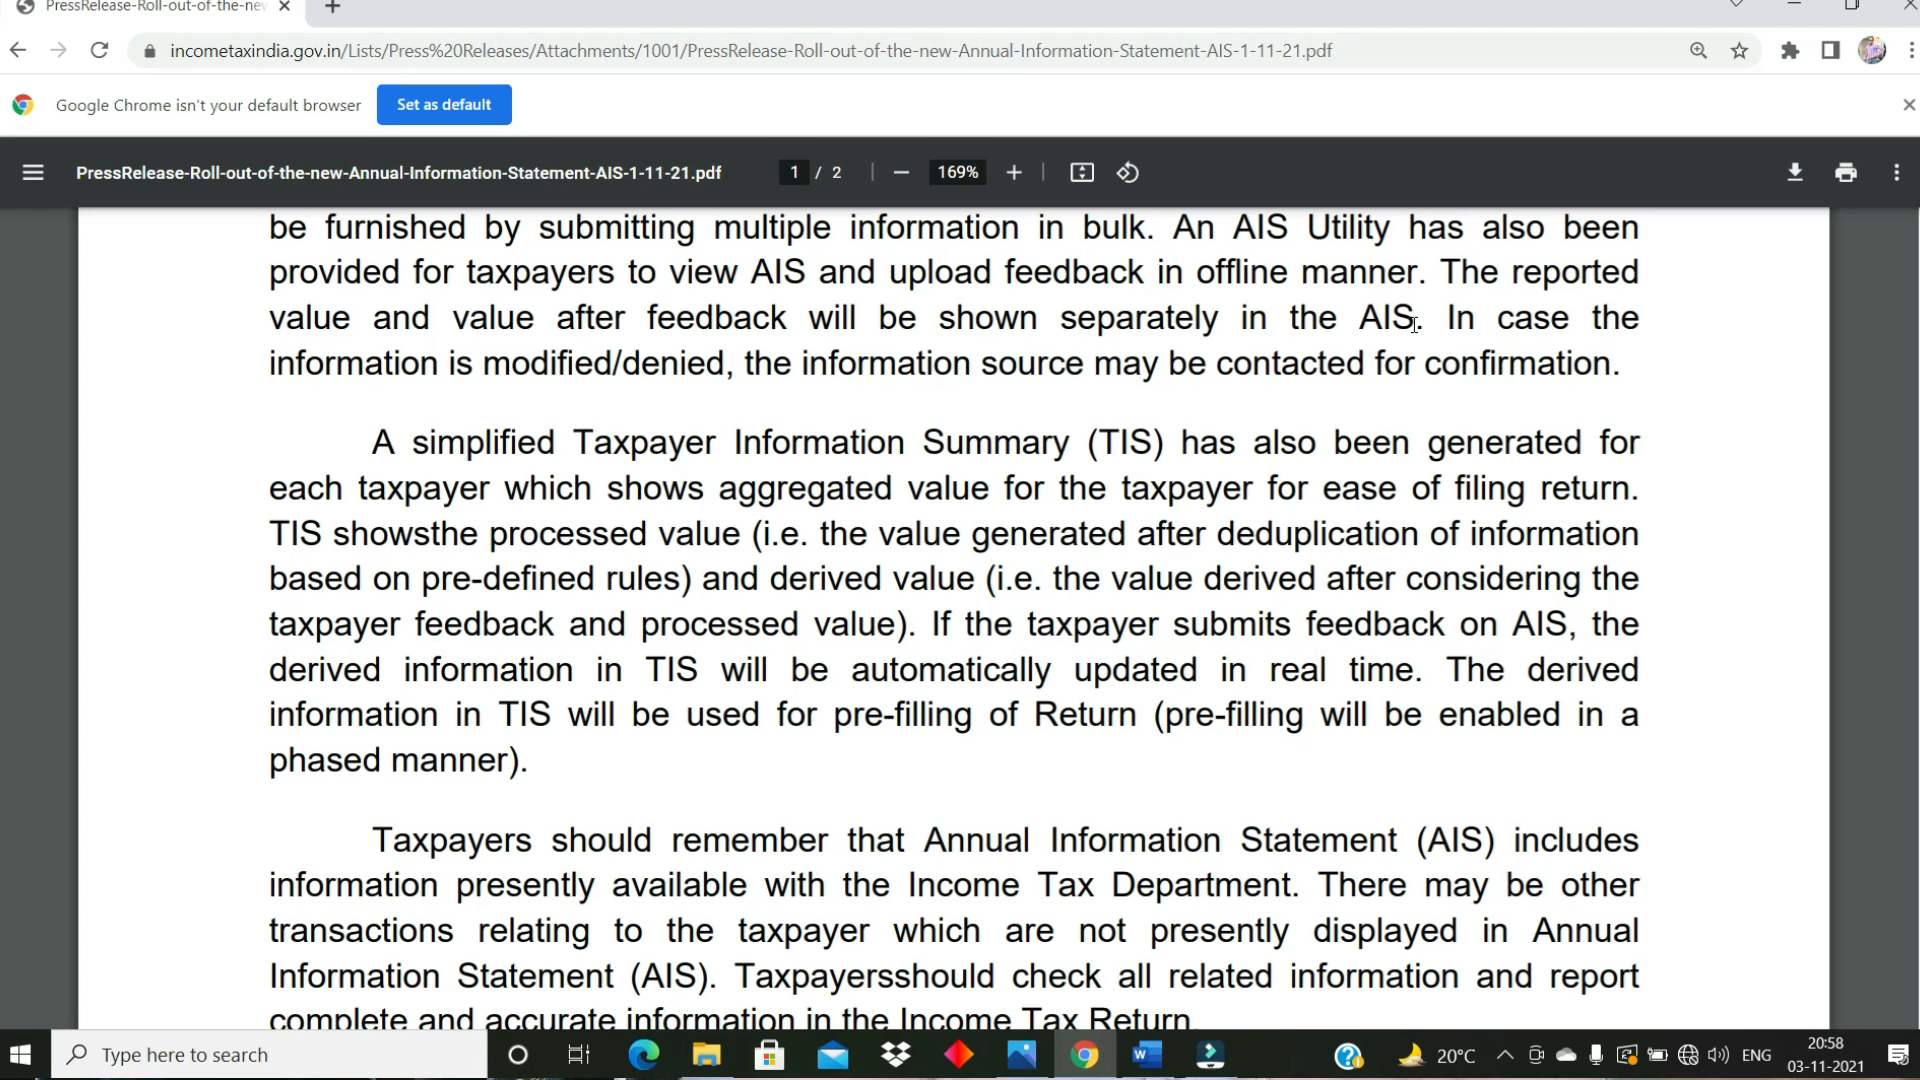 PressRelease-Roll-out-of-the-new
incometaxindia.gov.in/Lists/Press%20Releases/Attachments/1001/PressRelease-Roll-out-of-the-new-Annual-Information-Statement-AIS-1-11-21.pdf
Google Chrome isn't your default browser
Set as default
PressRelease-Roll-out-of-the-new-Annual-Information-Statement-AIS-1-11-21.pdf
1 / 2
169%
be furnished by submitting multiple information in bulk. An AIS Utility has also been
provided for taxpayers to view AIS and upload feedback in offline manner. The reported
value and value after feedback will be shown separately in the AIS. In case the
information is modified/denied, the information source may be contacted for confirmation.
A simplified Taxpayer Information Summary (TIS) has also been generated for
each taxpayer which shows aggregated value for the taxpayer for ease of filing return.
TIS showsthe processed value (i.e. the value generated after deduplication of information
based on pre-defined rules) and derived value (i.e. the value derived after considering the
taxpayer feedback and processed value). If the taxpayer submits feedback on AIS, the
derived information in TIS will be automatically updated in real time. The derived
information in TIS will be used for pre-filling of Return (pre-filling will be enabled in a
phased manner).
Taxpayers should remember that Annual Information Statement (AIS) includes
information presently available with the Income Tax Department. There may be other
transactions relating to the taxpayer which are not presently displayed in Annual
Information Statement (AIS). Taxpayersshould check all related information and report
complete and accurate information in the Income Tax Return.
Type here to search
20°C
ENG
20:58
03-11-2021